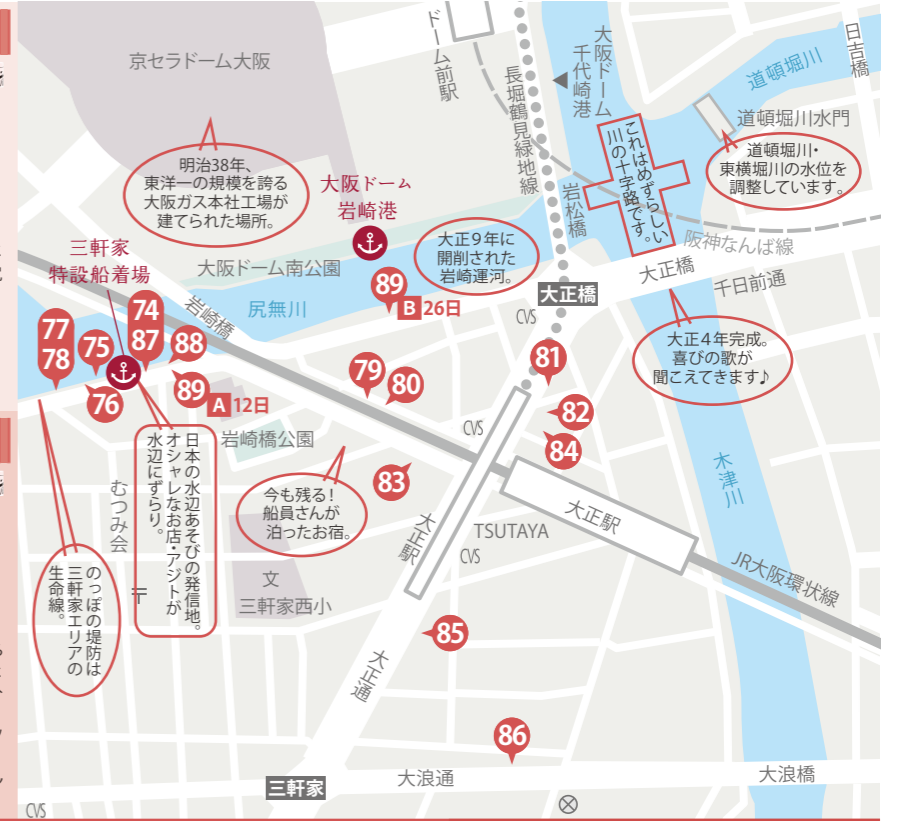 京セラドーム大阪
ドーム前駅
長堀鶴見緑地線
大阪ドーム
千代崎港
道頓堀川
日吉橋
道頓堀川水門
道頓堀川・
東横堀川の水位を
調整しています。
これはめずらしい
川の十字路です。
明治38年、
東洋一の規模を誇る
大阪ガス本社工場が
建てられた場所。
大阪ドーム
岩崎港
岩松橋
阪神なんば線
大正9年に
開削された
岩崎運河。
三軒家
特設船着場
大阪ドーム南公園
尻無川
岩崎橋
大正橋
大正橋
千日前通
CVS
大正4年完成。
喜びの歌が
聞こえてきます♪
89
B 26日
77
78
75
76
74
87
88
89
A 12日
79
80
81
82
84
83
CVS
岩崎橋公園
日本の水辺あそびの発信地。
オシャレなお店・アジトが
水辺にずらり。
今も残る!
船員さんが
泊ったお宿。
大正駅
大正駅
TSUTAYA
CVS
木津川
JR大阪環状線
むつみ会
〒
文
三軒家西小
のっぽの堤防は
三軒家エリアの
生命線。
85
大正通
86
三軒家
大浪通
大浪橋
CVS